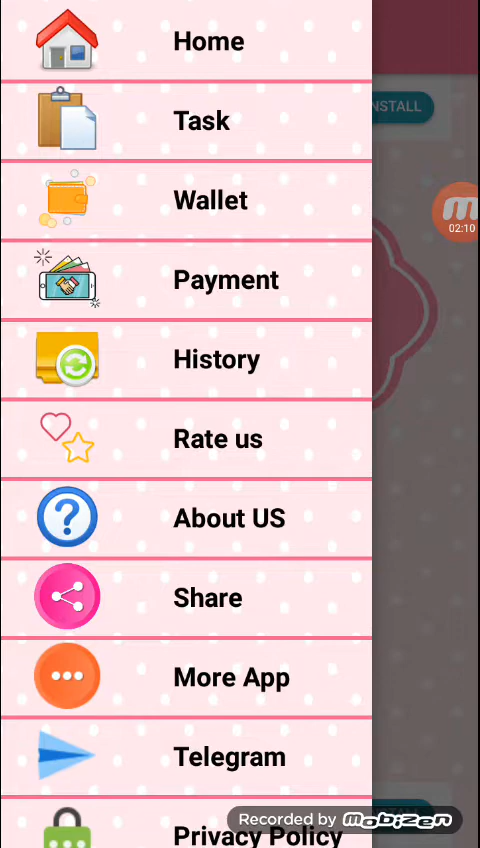 Home
NSTALL
Task
Wallet
02:10
Payment
History
Rate us
About US
Share
More App
Telegram
Recorded by mobizen
Privacy Policy